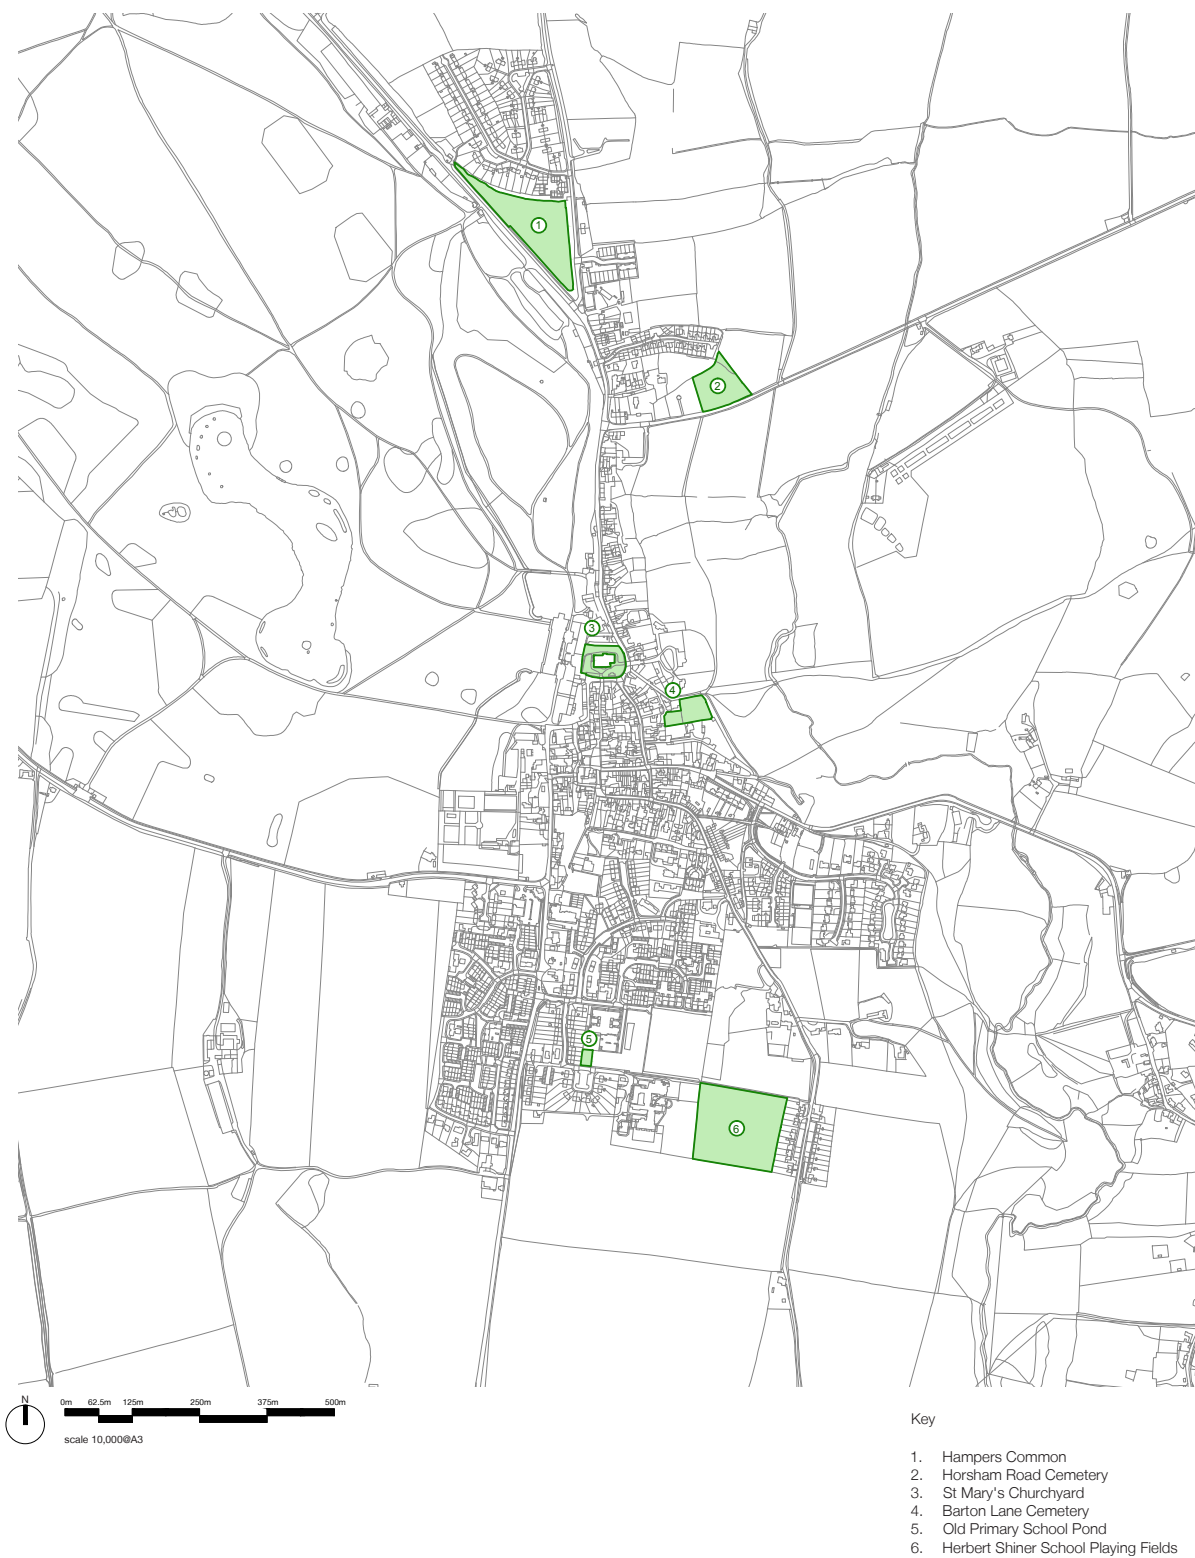 1
2
3
4
5
6
N
0m 62.5m 125m 250m 375m 500m
scale 10,000@A3
Key
1. Hampers Common
2. Horsham Road Cemetery
3. St Mary's Churchyard
4. Barton Lane Cemetery
5. Old Primary School Pond
6. Herbert Shiner School Playing Fields